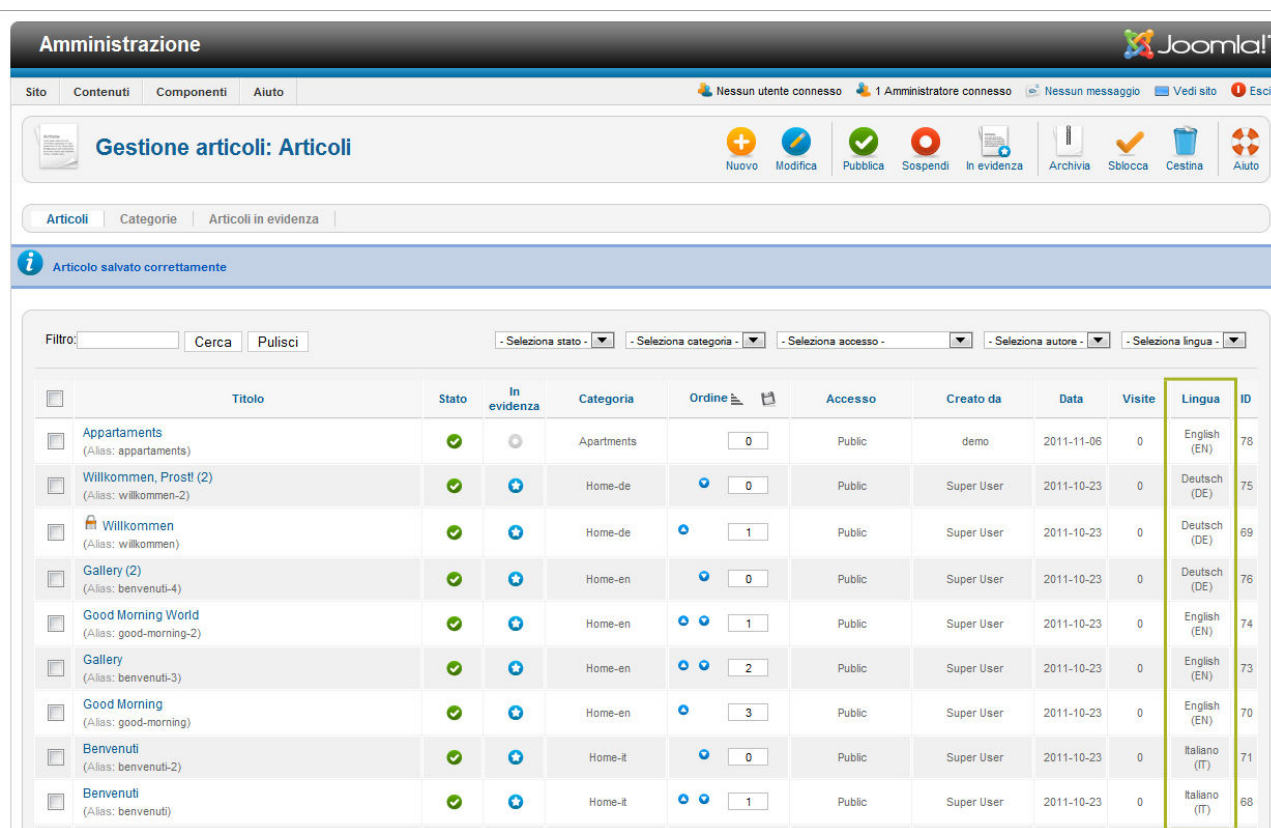 Amministrazione
Joomla!
Sito Contenuti Componenti Aiuto Nessun utente connesso 1 Amministratore connesso Nessun messaggio Vedi sito Esci
Gestione articoli: Articoli
Nuovo Modifica Pubblica Sospendi In evidenza Archivia Sblocca Cestina Aiuto
Articoli Categorie Articoli in evidenza
Articolo salvato correttamente
Filtro: Cerca Pulisci - Seleziona stato - - Seleziona categoria - - Seleziona accesso - - Seleziona autore - - Seleziona lingua -
Titolo Stato In evidenza Categoria Ordine Accesso Creato da Data Visite Lingua ID
Appartaments
(Alias: appartaments) Apartments 0 Public demo 2011-11-06 0 English (EN) 78
Willkommen, Prost! (2)
(Alias: willkommen-2) Home-de 0 Public Super User 2011-10-23 0 Deutsch (DE) 75
Willkommen
(Alias: willkommen) Home-de 1 Public Super User 2011-10-23 0 Deutsch (DE) 69
Gallery (2)
(Alias: benvenuti-4) Home-en 0 Public Super User 2011-10-23 0 Deutsch (DE) 76
Good Morning World
(Alias: good-morning-2) Home-en 1 Public Super User 2011-10-23 0 English (EN) 74
Gallery
(Alias: benvenuti-3) Home-en 2 Public Super User 2011-10-23 0 English (EN) 73
Good Morning
(Alias: good-morning) Home-en 3 Public Super User 2011-10-23 0 English (EN) 70
Benvenuti
(Alias: benvenuti-2) Home-it 0 Public Super User 2011-10-23 0 Italiano (IT) 71
Benvenuti
(Alias: benvenuti) Home-it 1 Public Super User 2011-10-23 0 Italiano (IT) 68